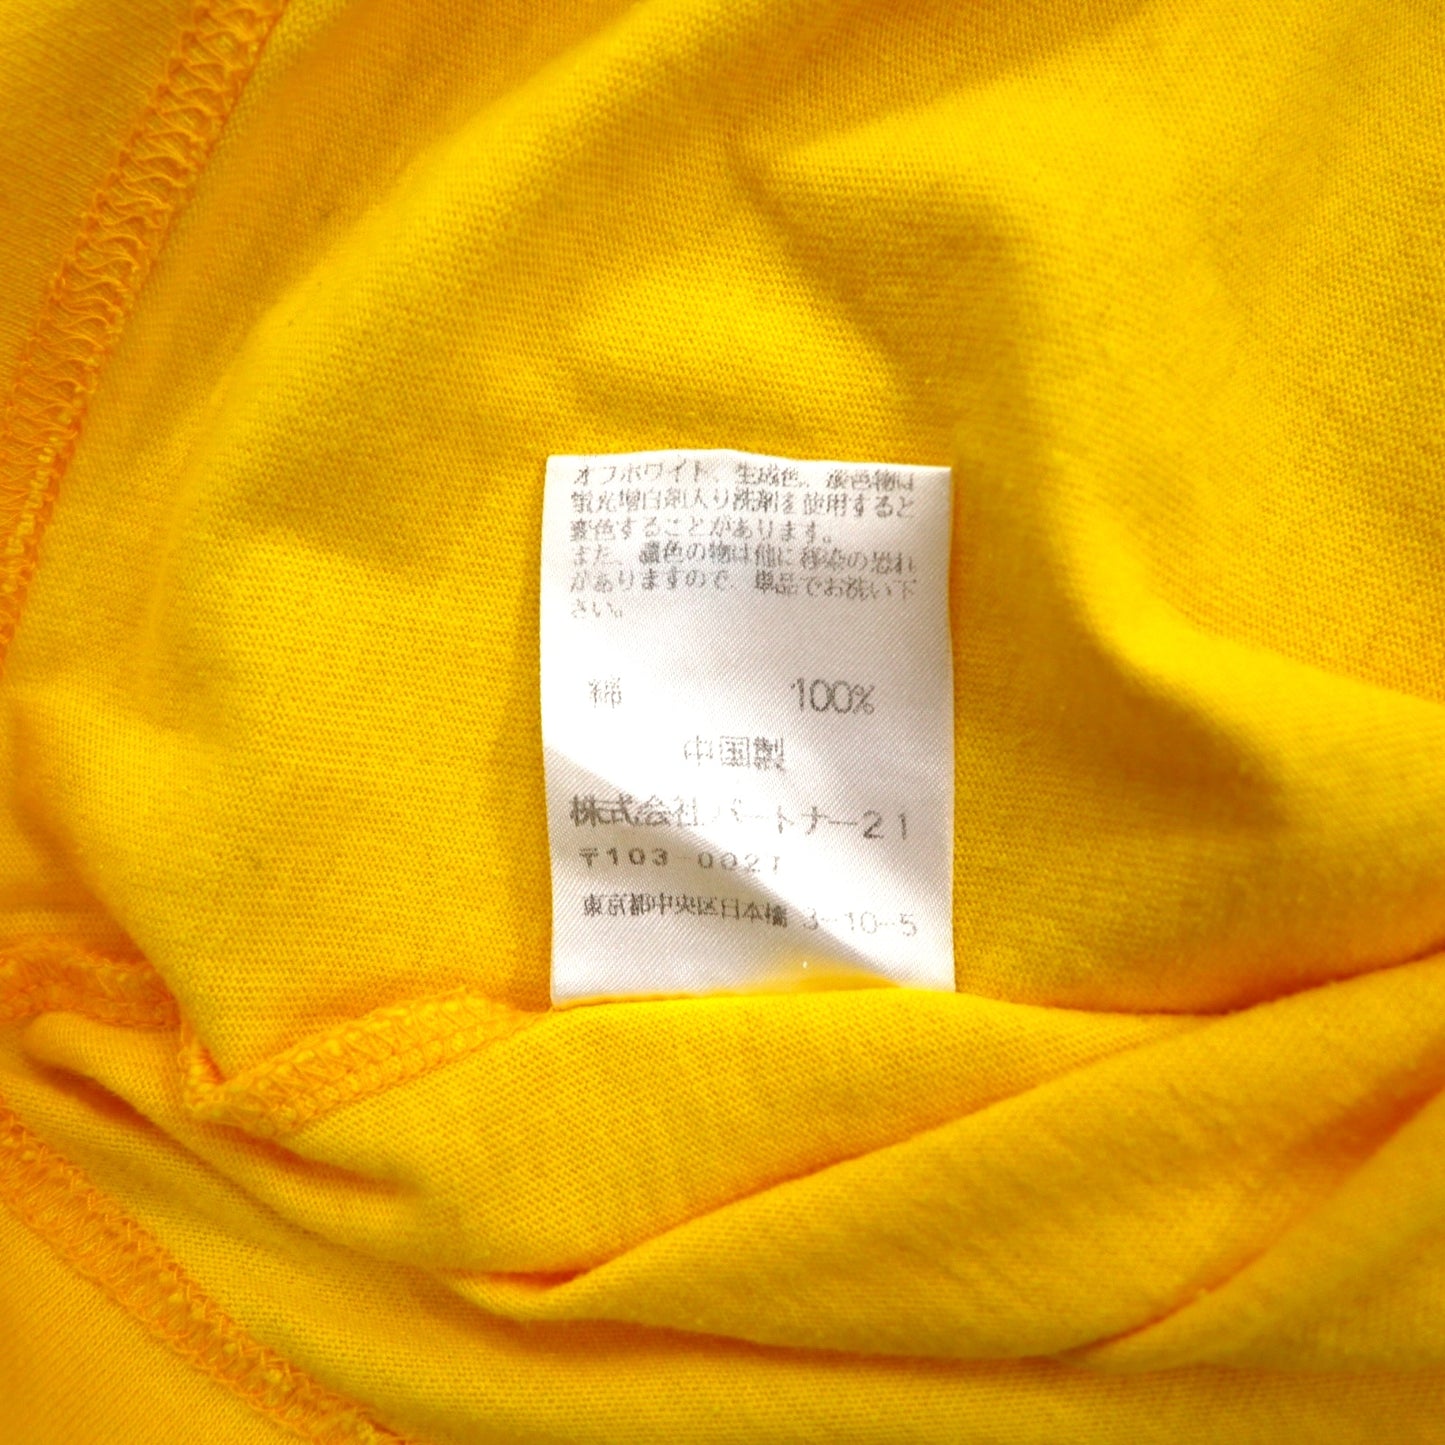 オフホワイト、生成色、淡色物は
蛍光増白剤入り洗剤を使用すると
変色することがあります。
また、濃色の物は他に移染の恐れ
がありますので、単品でお洗い下
さい。
綿 100%
中国製
株式会社パートナー21
〒103-0027
東京都中央区日本橋 3-10-5